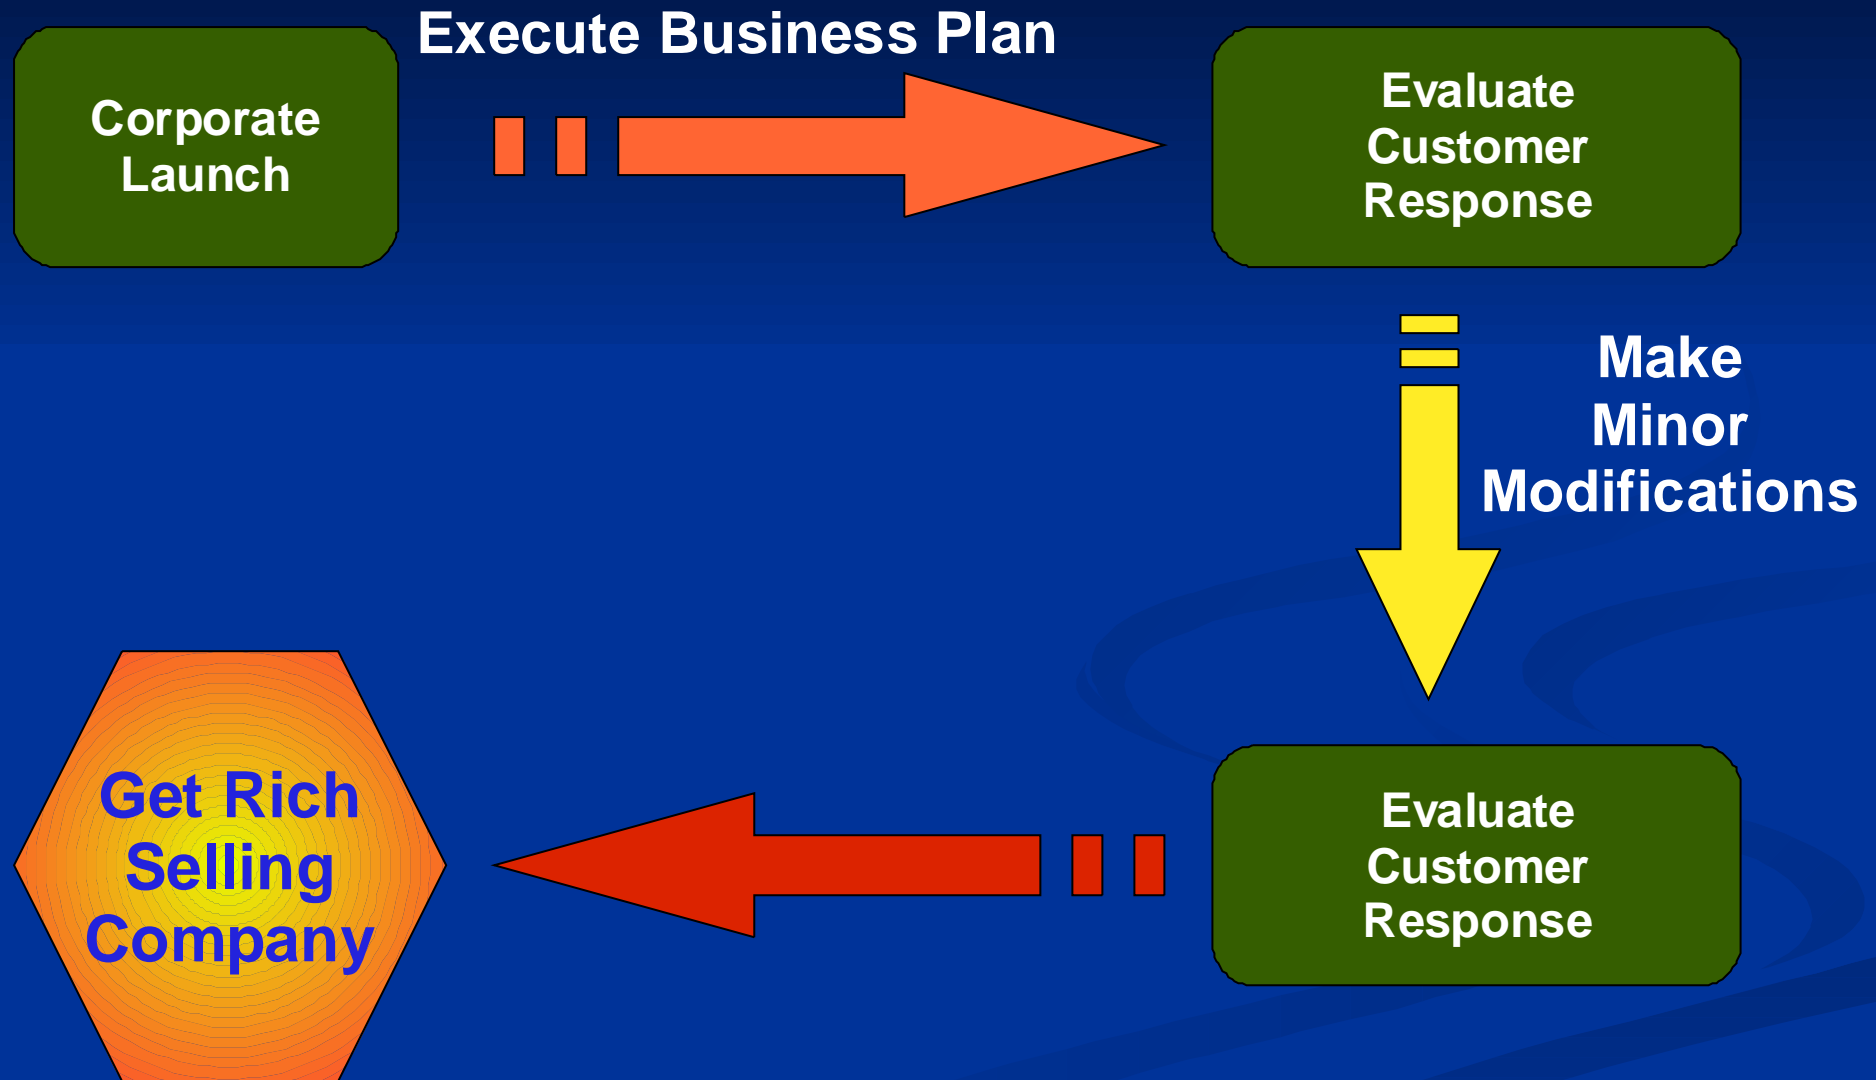 Execute Business Plan
Corporate
Launch
Evaluate
Customer
Response
Make
Minor
Modifications
Evaluate
Customer
Response
Get Rich
Selling
Company